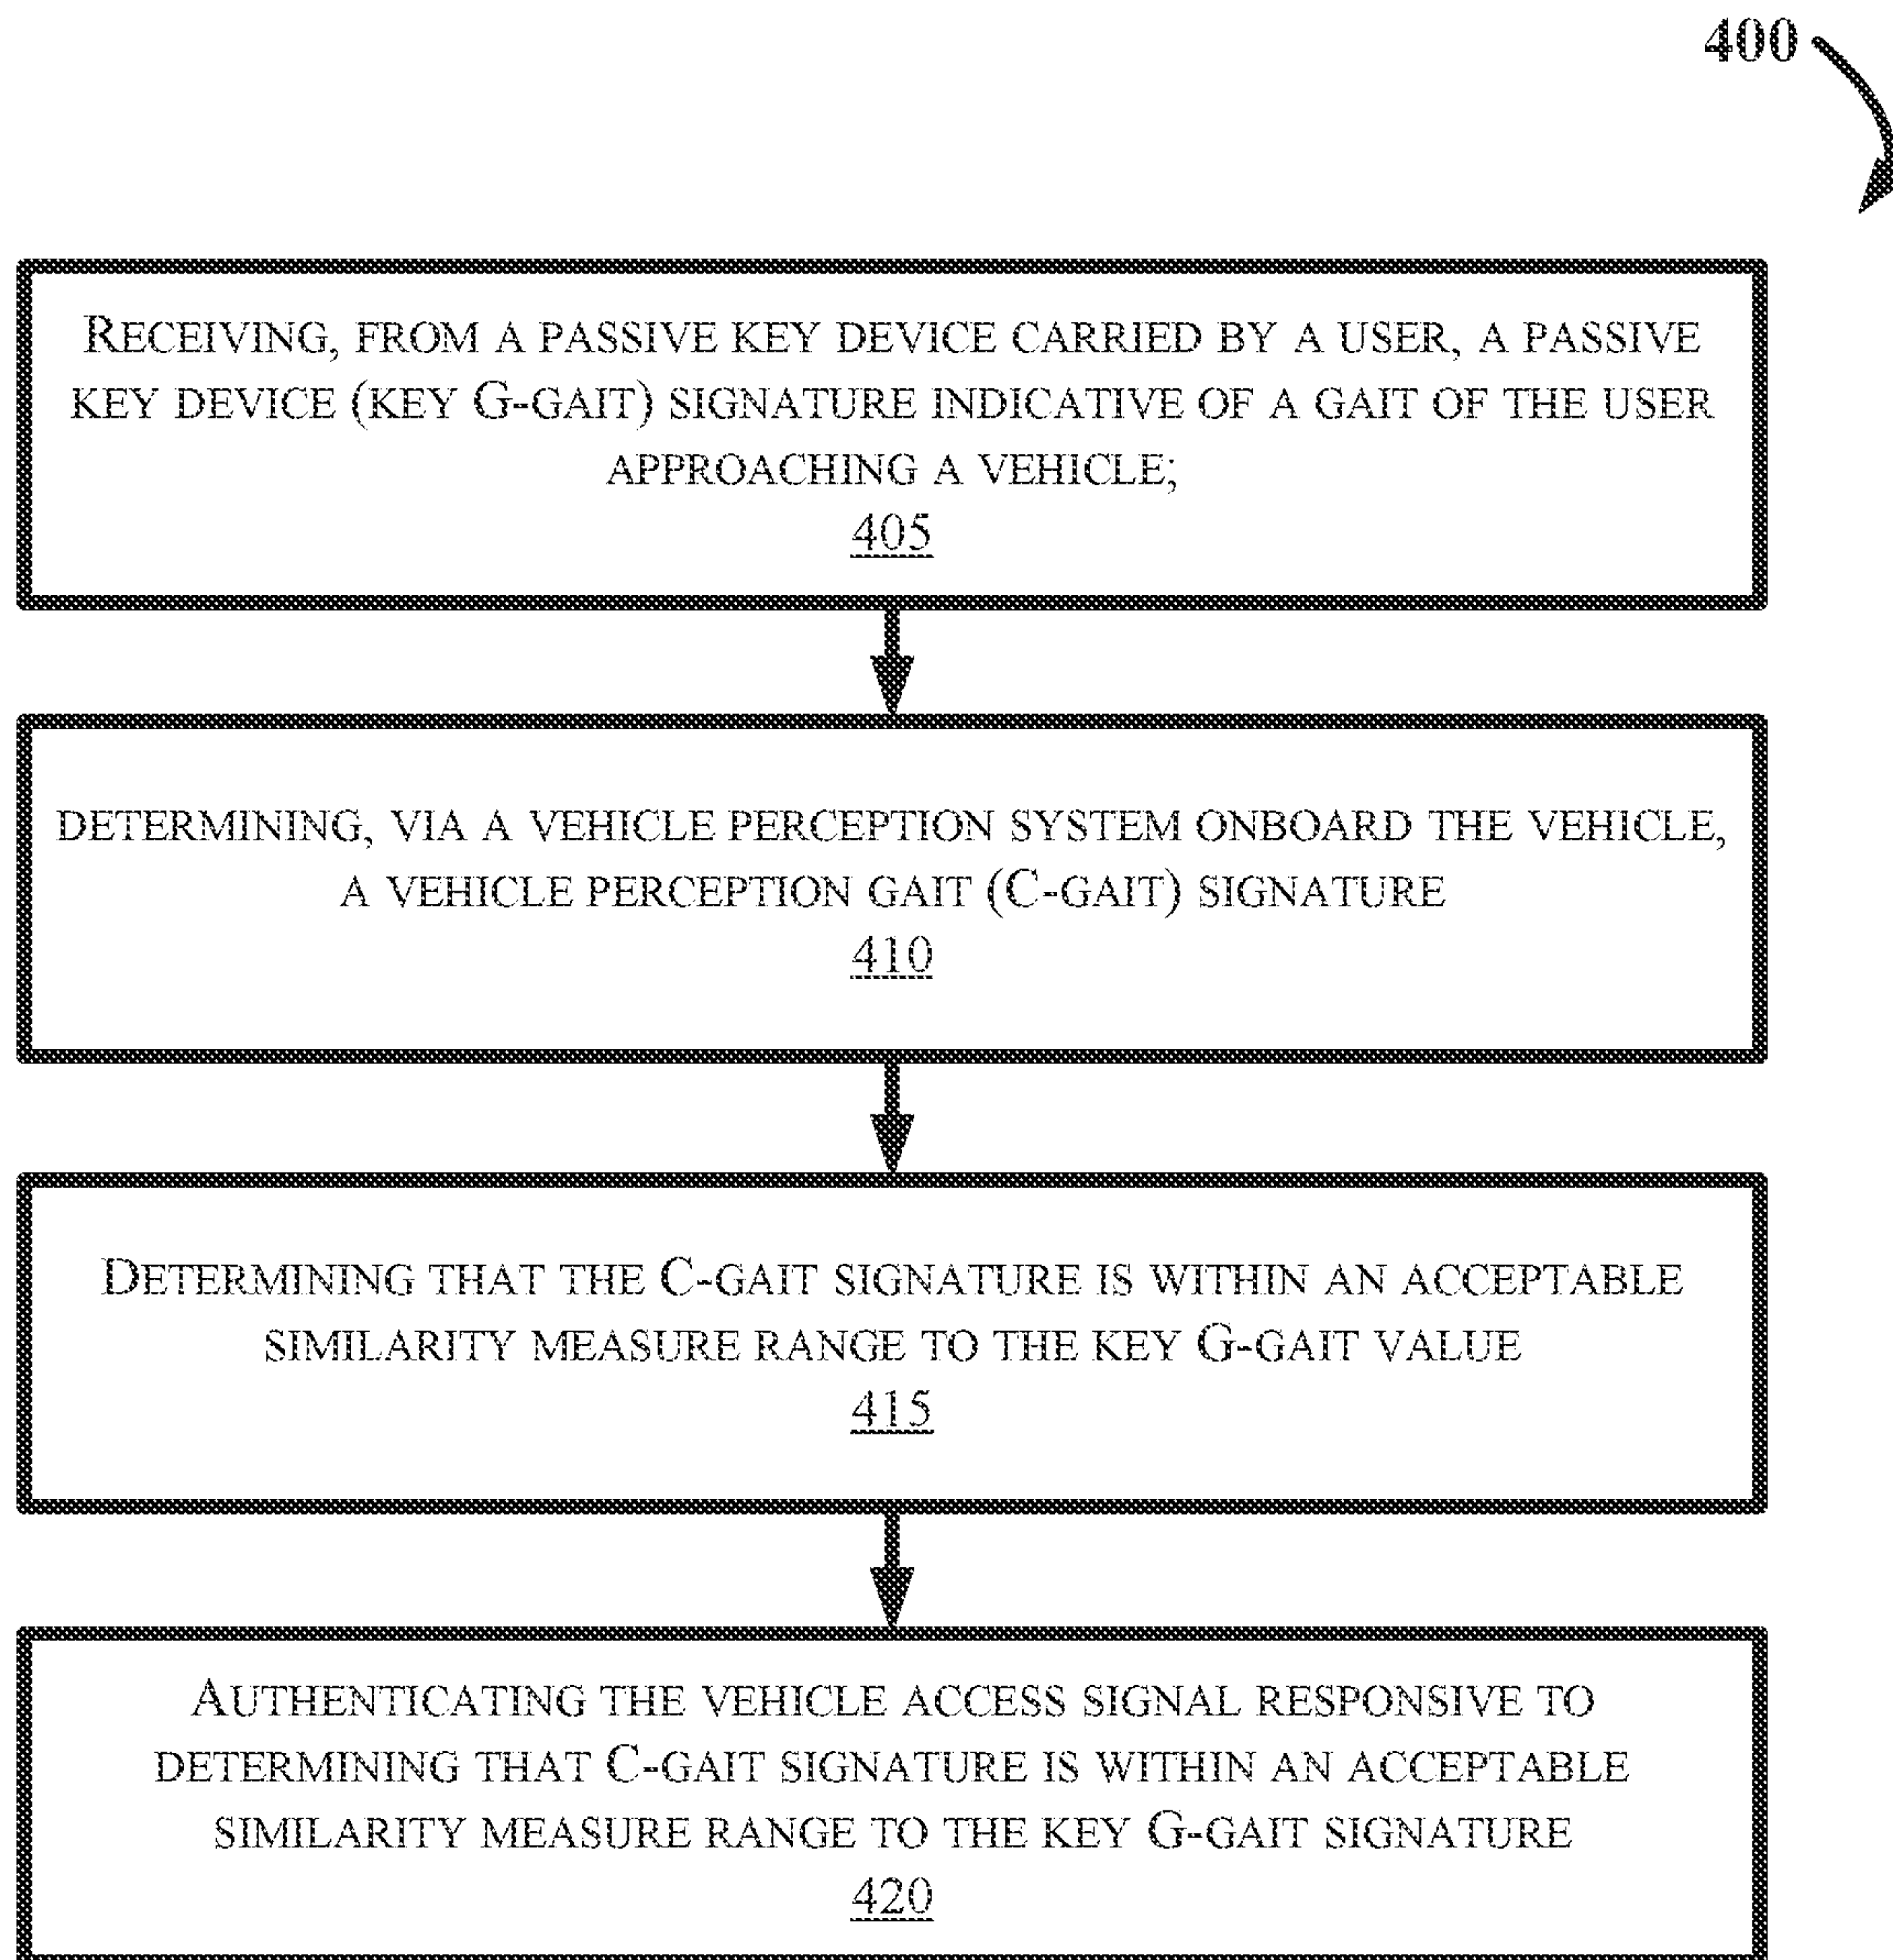 400
Receiving, from a passive key device carried by a user, a passive
key device (key G-gait) signature indicative of a gait of the user
approaching a vehicle;
405
determining, via a vehicle perception system onboard the vehicle,
a vehicle perception gait (C-gait) signature
410
Determining that the C-gait signature is within an acceptable
similarity measure range to the key G-gait value
415
Authenticating the vehicle access signal responsive to
determining that C-gait signature is within an acceptable
similarity measure range to the key G-gait signature
420